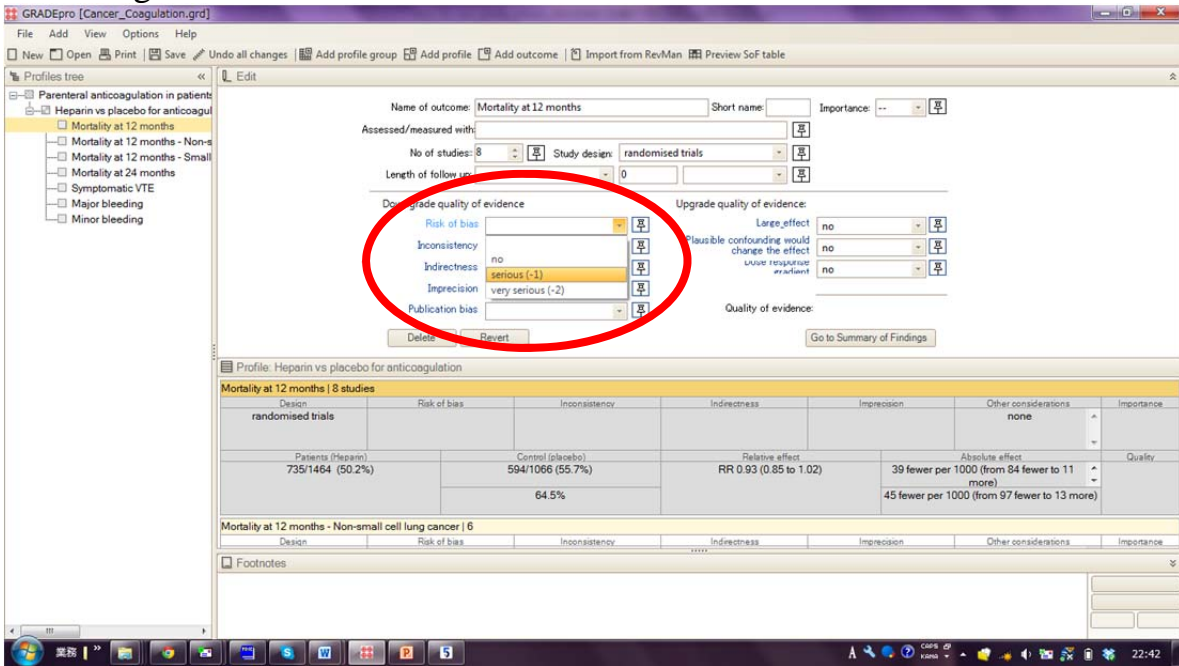 GRADEpro [Cancer_Coagulation.grd]
File Add View Options Help
New Open Print Save Undo all changes Add profile group Add profile Add outcome Import from RevMan Preview SoF table
Profiles tree « Edit
Parenteral anticoagulation in patients
Heparin vs placebo for anticoagul
Mortality at 12 months
Mortality at 12 months - Non-s
Mortality at 12 months - Small
Mortality at 24 months
Symptomatic VTE
Major bleeding
Minor bleeding
Name of outcome: Mortality at 12 months Short name: Importance: --
Assessed/measured with:
No of studies: 8 Study design: randomised trials
Length of follow up: 0
Downgrade quality of evidence Upgrade quality of evidence:
Risk of bias Large_effect no
Inconsistency Plausible confounding would change the effect no
no
Indirectness serious (-1) Dose response gradient no
Imprecision very serious (-2)
Publication bias Quality of evidence:
Delete Revert Go to Summary of Findings
Profile: Heparin vs placebo for anticoagulation
Mortality at 12 months | 8 studies
Design Risk of bias Inconsistency Indirectness Imprecision Other considerations Importance
randomised trials none
Patients (Heparin) Control (placebo) Relative effect Absolute effect Quality
735/1464 (50.2%) 594/1066 (55.7%) RR 0.93 (0.85 to 1.02) 39 fewer per 1000 (from 84 fewer to 11 more)
64.5% 45 fewer per 1000 (from 97 fewer to 13 more)
Mortality at 12 months - Non-small cell lung cancer | 6
Design Risk of bias Inconsistency Indirectness Imprecision Other considerations Importance
Footnotes
業務 » A CAPS KANA 22:42